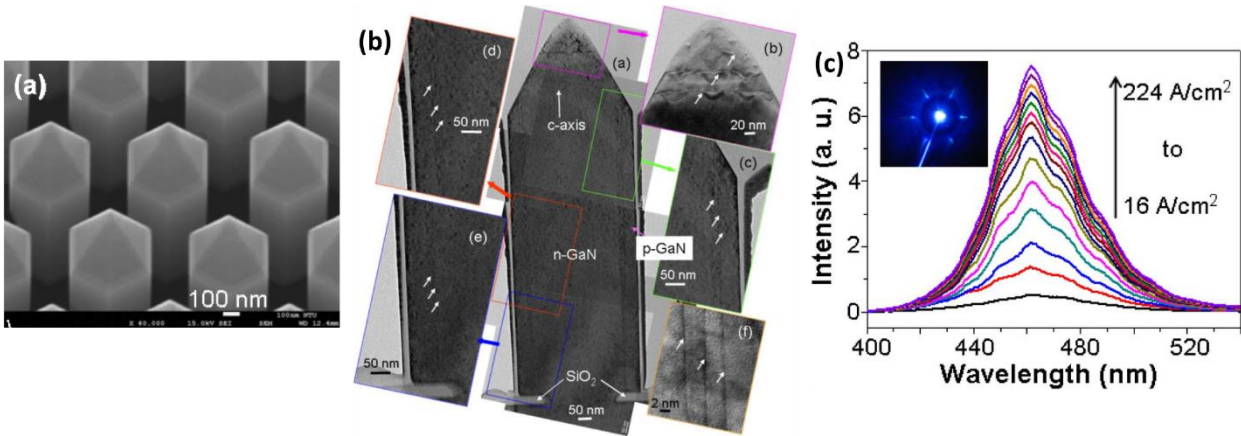 (a)
100 nm
X 40,000 15.0kV SEI SEM WD 12.4mm
100nm NTU
(b)
(d)
50 nm
(a)
c-axis
(b)
20 nm
(c)
50 nm
(e)
50 nm
n-GaN
p-GaN
SiO2
50 nm
(f)
2 nm
(c)
Intensity (a. u.)
8
6
4
2
0
224 A/cm2
to
16 A/cm2
400 440 480 520
Wavelength (nm)